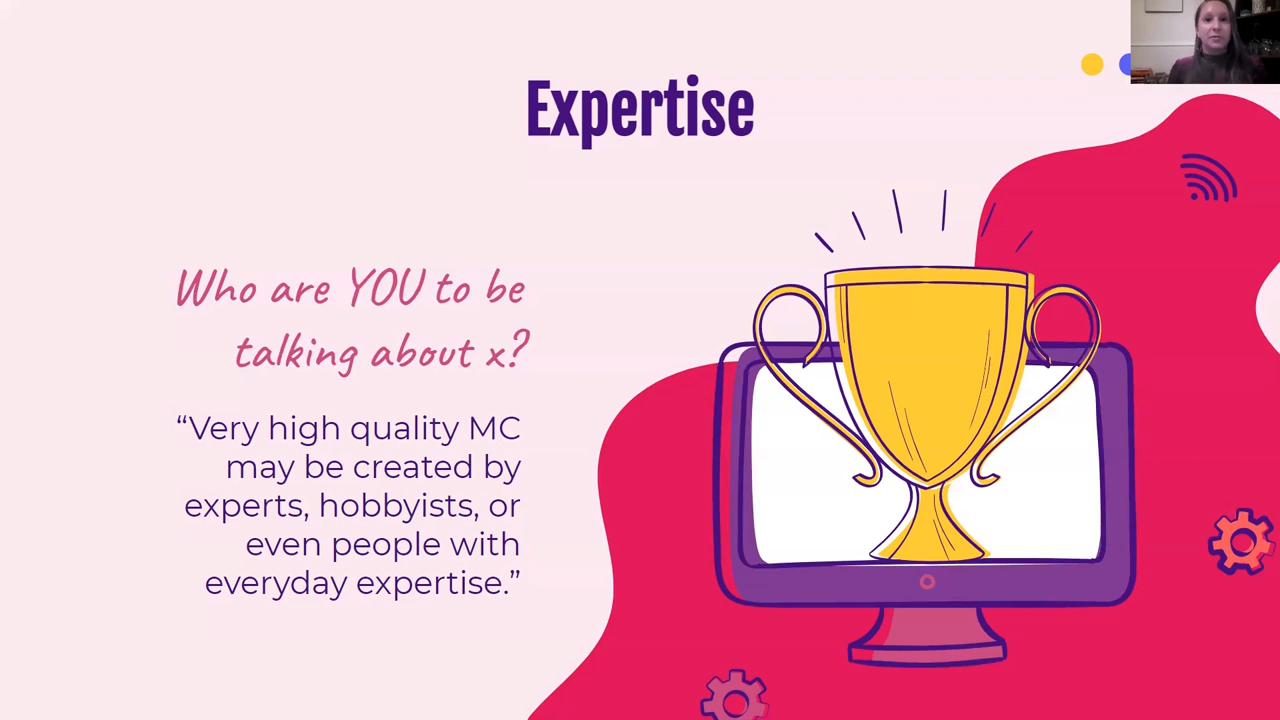 Expertise
Who are YOU to be
talking about x?
“Very high quality MC
may be created by
experts, hobbyists, or
even people with
everyday expertise.”